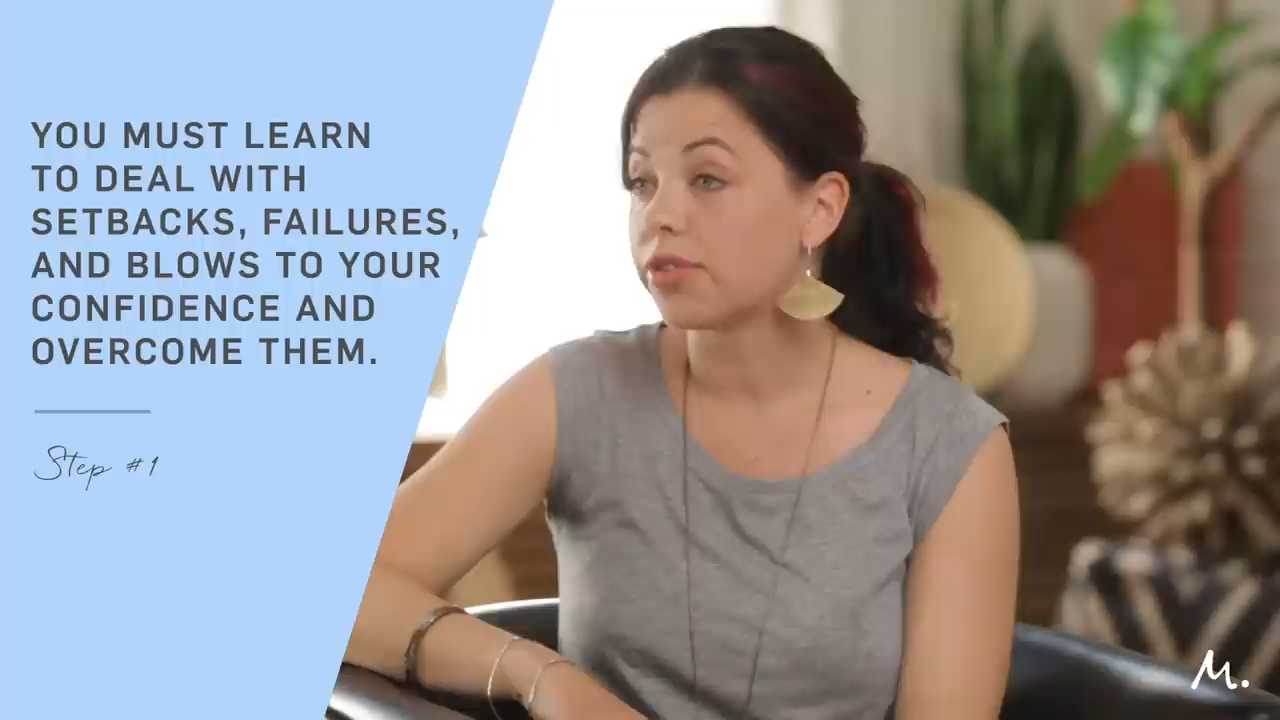 YOU MUST LEARN
TO DEAL WITH
SETBACKS, FAILURES,
AND BLOWS TO YOUR
CONFIDENCE AND
OVERCOME THEM.
Step #1
M.